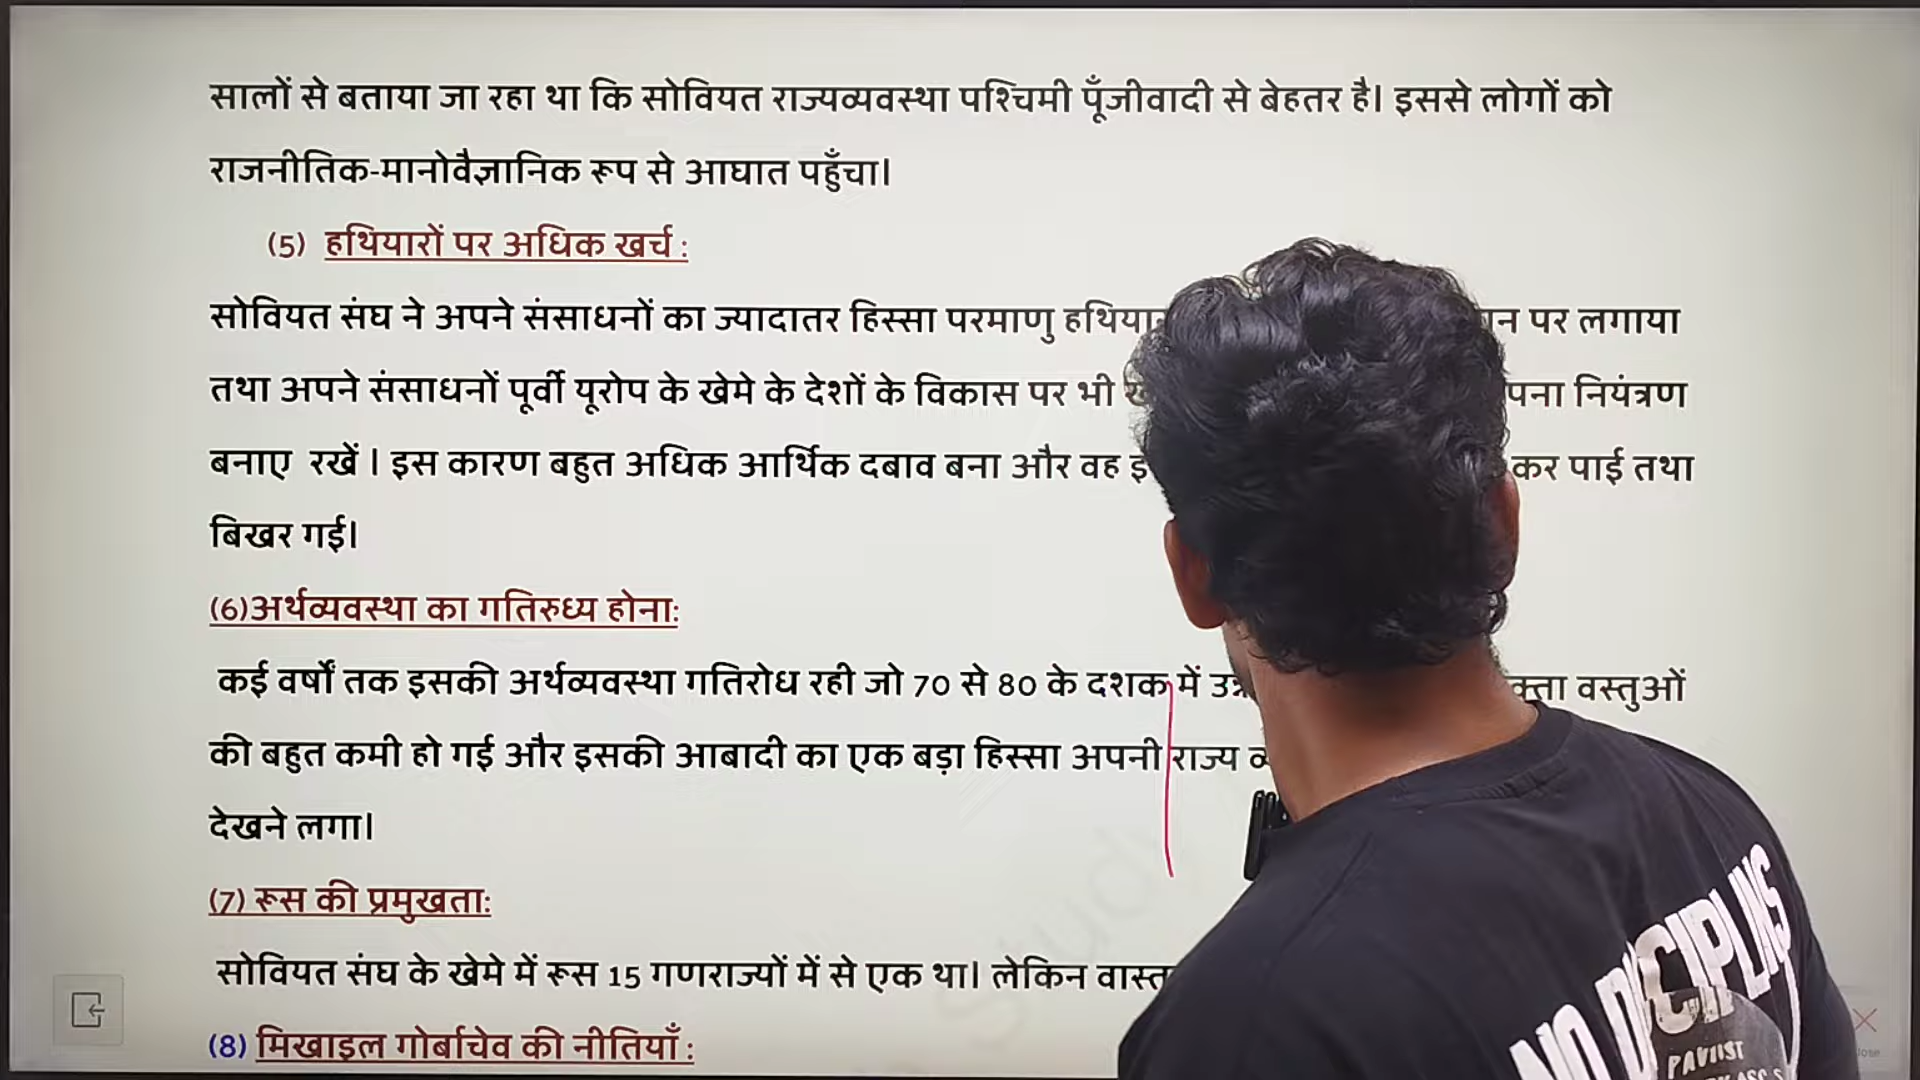 सालों से बताया जा रहा था कि सोवियत राज्यव्यवस्था पश्चिमी पूँजीवादी से बेहतर है। इससे लोगों को
राजनीतिक-मानोवैज्ञानिक रूप से आघात पहुँचा।
(5) हथियारों पर अधिक खर्च :
सोवियत संघ ने अपने संसाधनों का ज्यादातर हिस्सा परमाणु पर लगाया
तथा अपने संसाधनों पूर्वी यूरोप के खेमे के देशों के विकास पर भी नियंत्रण
बनाए रखें । इस कारण बहुत अधिक आर्थिक दबाव बना और वह कर पाई तथा
बिखर गई।
(6)अर्थव्यवस्था का गतिरुध्य होना:
कई वर्षों तक इसकी अर्थव्यवस्था गतिरोध रही जो 70 से 80 के दशक में वस्तुओं
की बहुत कमी हो गई और इसकी आबादी का एक बड़ा हिस्सा अपनी राज्य
देखने लगा।
(7) रूस की प्रमुखता:
सोवियत संघ के खेमे में रूस 15 गणराज्यों में से एक था। लेकिन
(8) मिखाइल गोर्बाचेव की नीतियाँ :
Study
NO DISCIPLINE